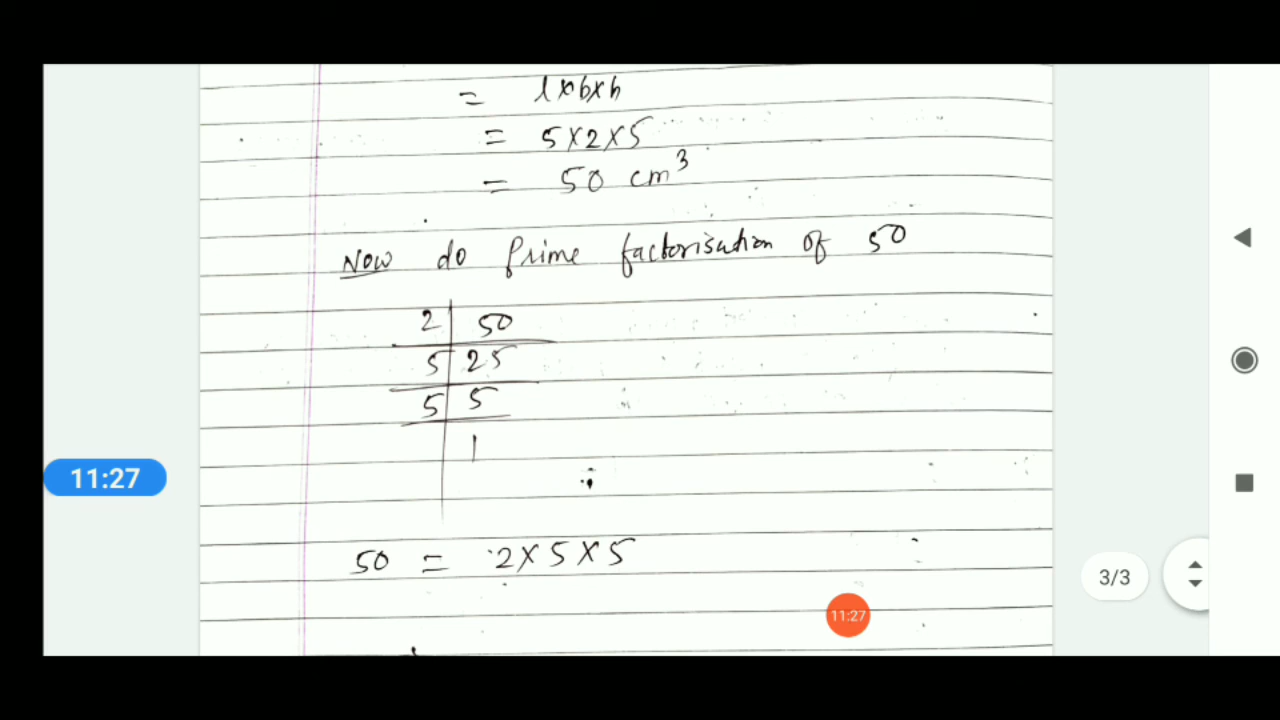 = l×b×h
= 5×2×5
= 50 cm³
Now do Prime factorisation of 50
2 | 50
5 | 25
5 | 5
1
11:27
50 = 2×5×5
3/3
11:27